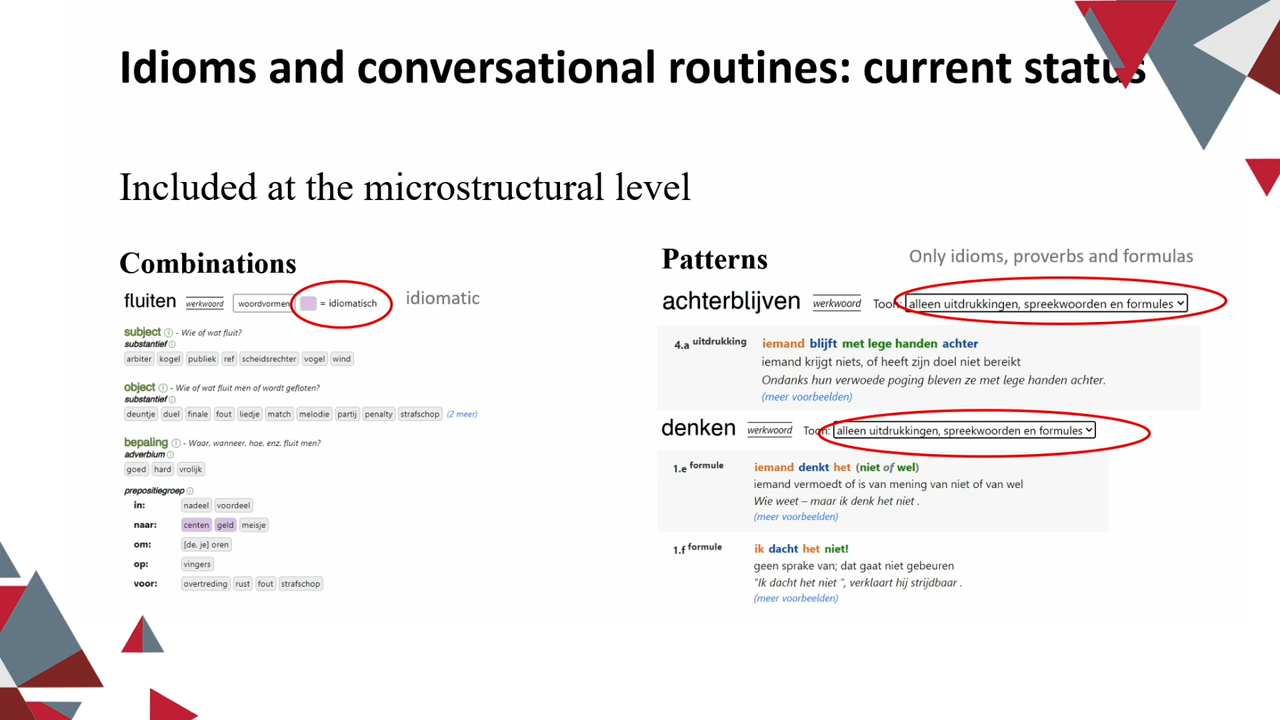 Idioms and conversational routines: current status
Included at the microstructural level
Combinations
fluiten werkwoord woordvormen = idiomatisch idiomatic
subject - Wie of wat fluit?
substantief
arbiter kogel publiek ref scheidsrechter vogel wind
object - Wie of wat fluit men of wordt gefloten?
substantief
deuntje duel finale fout liedje match melodie partij penalty strafschop (2 meer)
bepaling - Waar, wanneer, hoe, enz. fluit men?
adverbium
goed hard vrolijk
prepositiegroep
in: nadeel voordeel
naar: centen geld meisje
om: [de, je] oren
op: vingers
voor: overtreding rust fout strafschop
Patterns
Only idioms, proverbs and formulas
achterblijven werkwoord Toon: alleen uitdrukkingen, spreekwoorden en formules
4.a uitdrukking iemand blijft met lege handen achter
iemand krijgt niets, of heeft zijn doel niet bereikt
Ondanks hun verwoede poging bleven ze met lege handen achter.
(meer voorbeelden)
denken werkwoord Toon: alleen uitdrukkingen, spreekwoorden en formules
1.e formule iemand denkt het (niet of wel)
iemand vermoedt of is van mening van niet of van wel
Wie weet – maar ik denk het niet .
(meer voorbeelden)
1.f formule ik dacht het niet!
geen sprake van; dat gaat niet gebeuren
"Ik dacht het niet ", verklaart hij strijdbaar .
(meer voorbeelden)